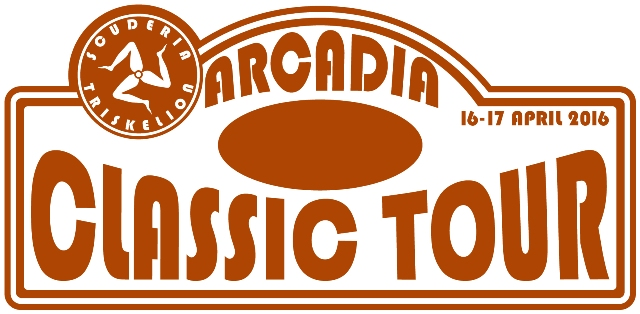 SCUDERIA
TRISKELION
ARCADIA
16-17 APRIL 2016
CLASSIC TOUR